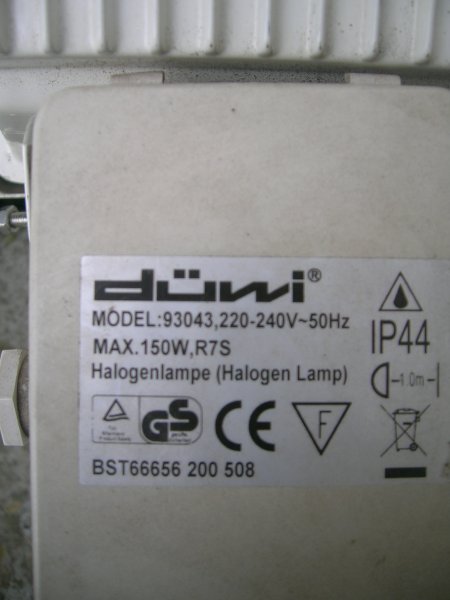 düwi®
MODEL:93043,220-240V~50Hz
MAX.150W,R7S
Halogenlampe (Halogen Lamp)
IP44
1.0m
GS
CE
F
BST66656 200 508